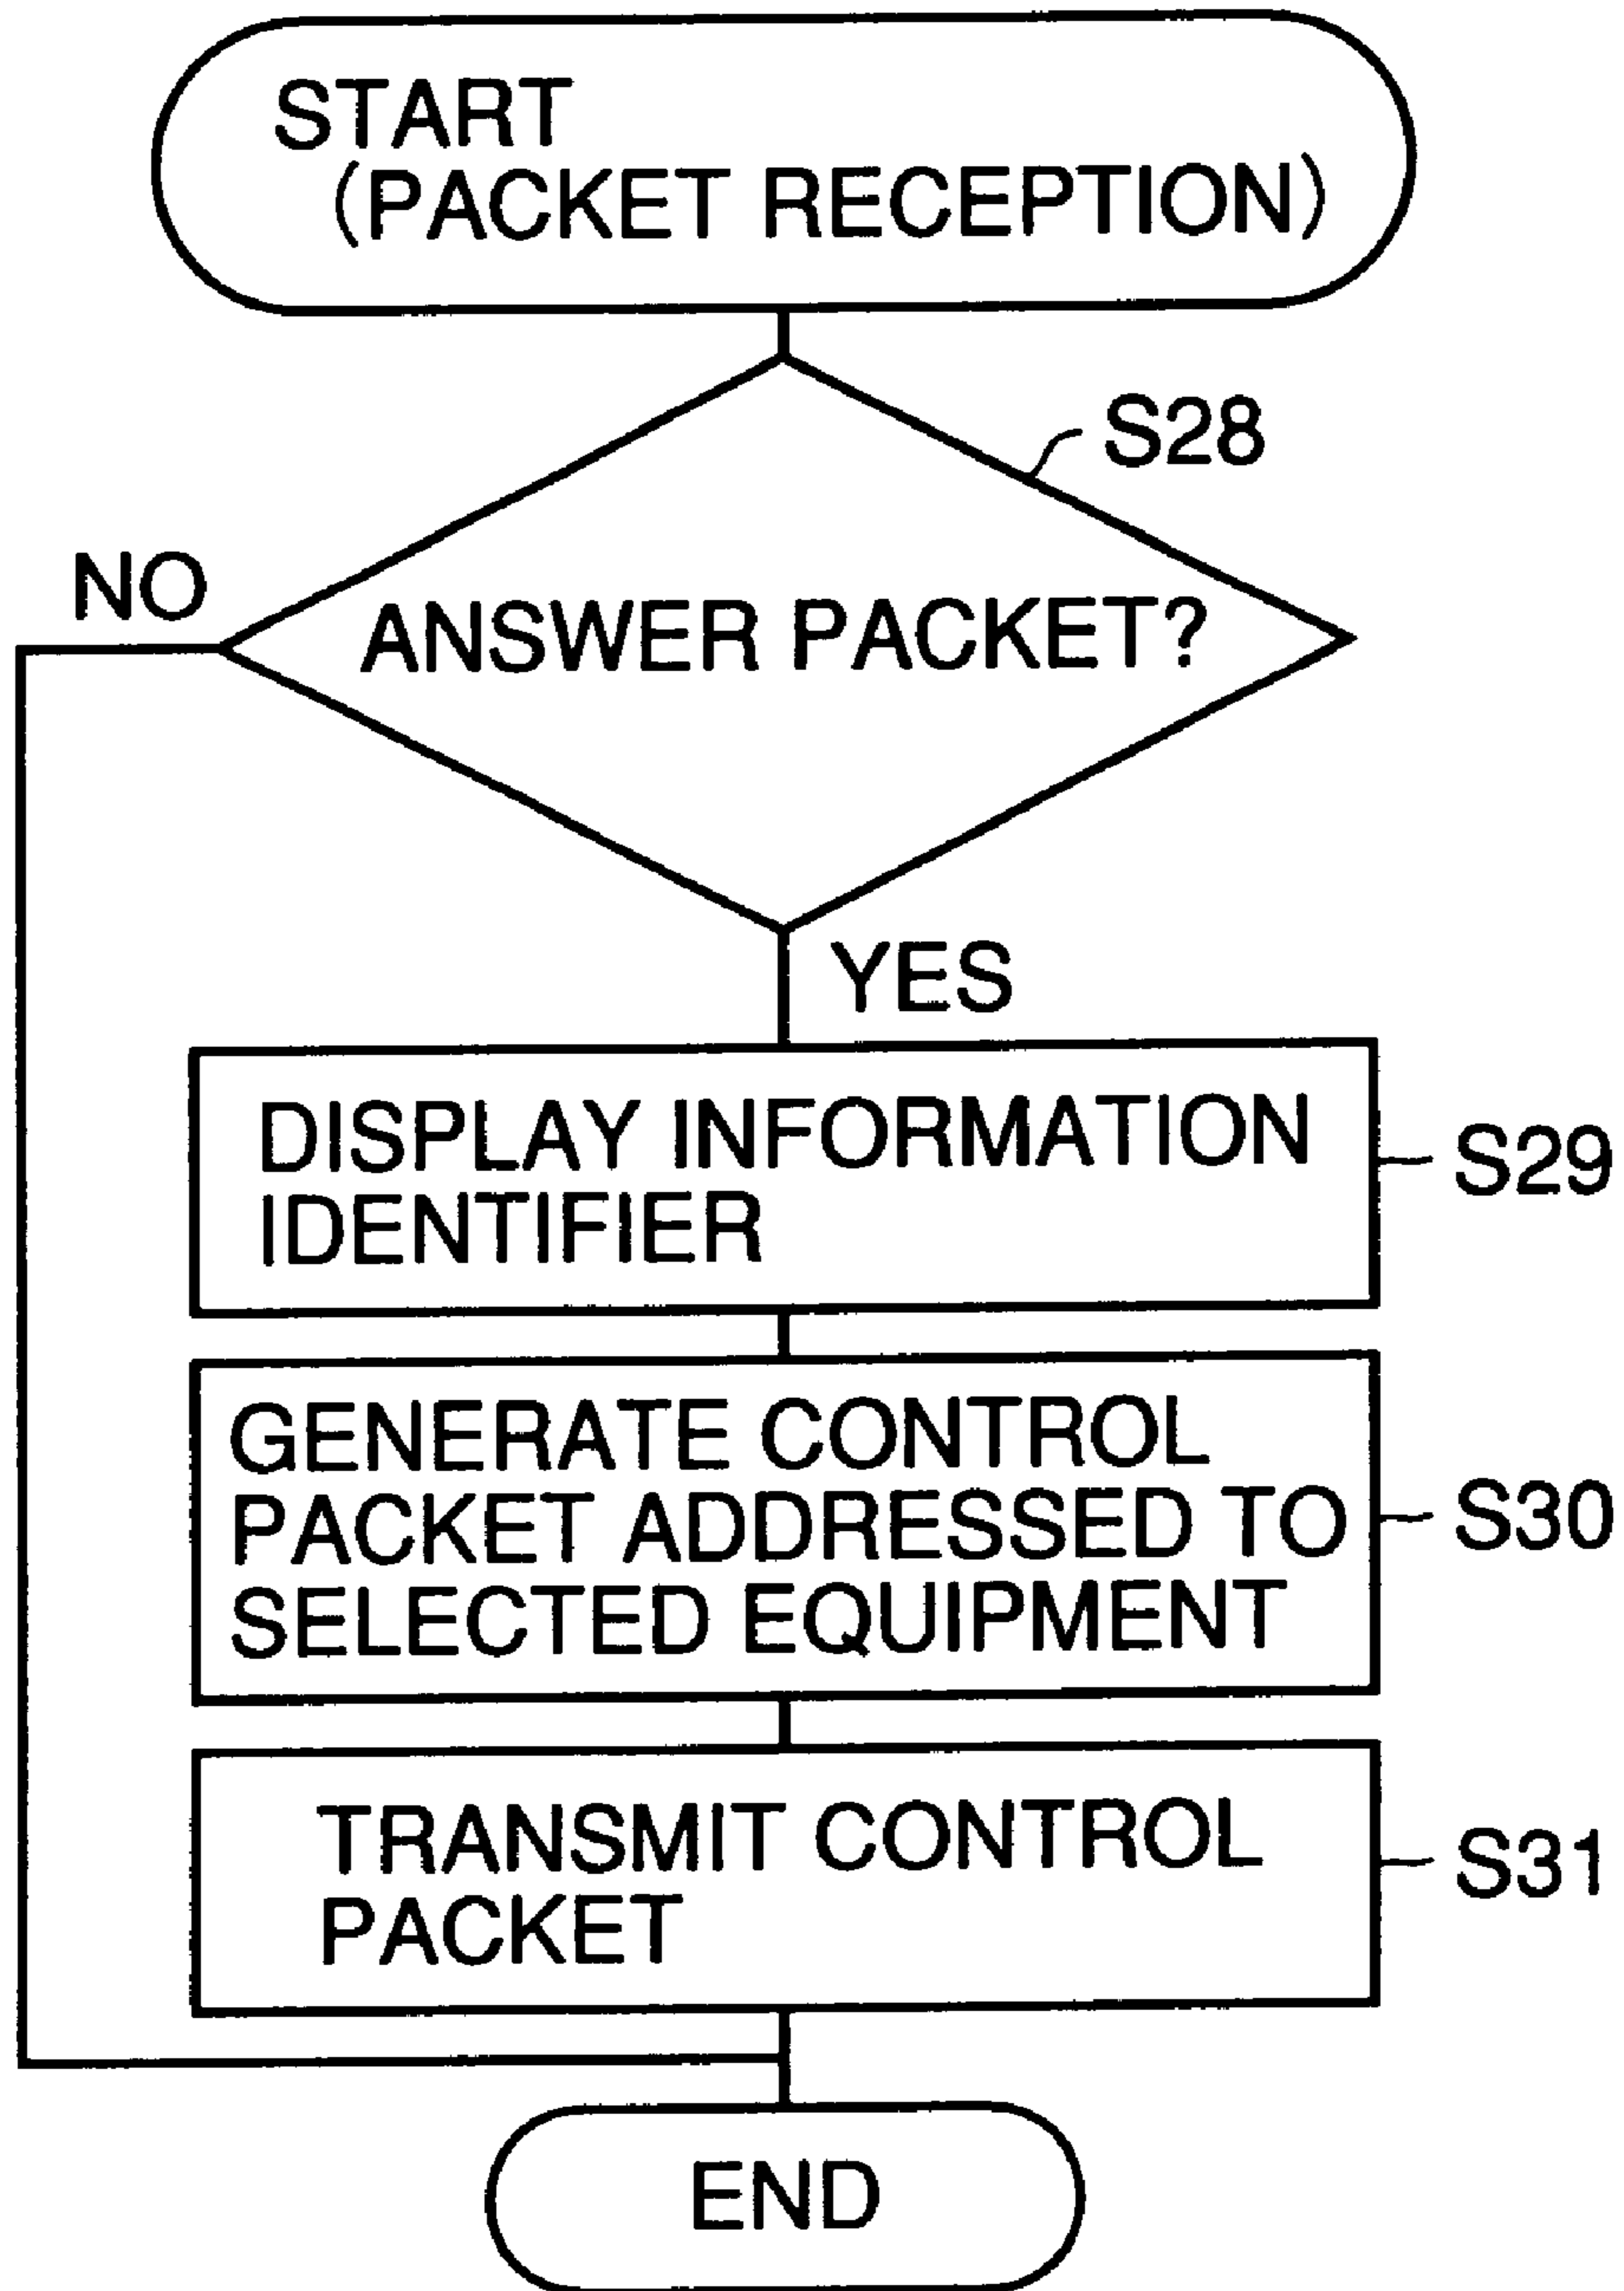 START
(PACKET RECEPTION)
S28
NO
ANSWER PACKET?
YES
DISPLAY INFORMATION
IDENTIFIER
S29
GENERATE CONTROL
PACKET ADDRESSED TO
SELECTED EQUIPMENT
S30
TRANSMIT CONTROL
PACKET
S31
END